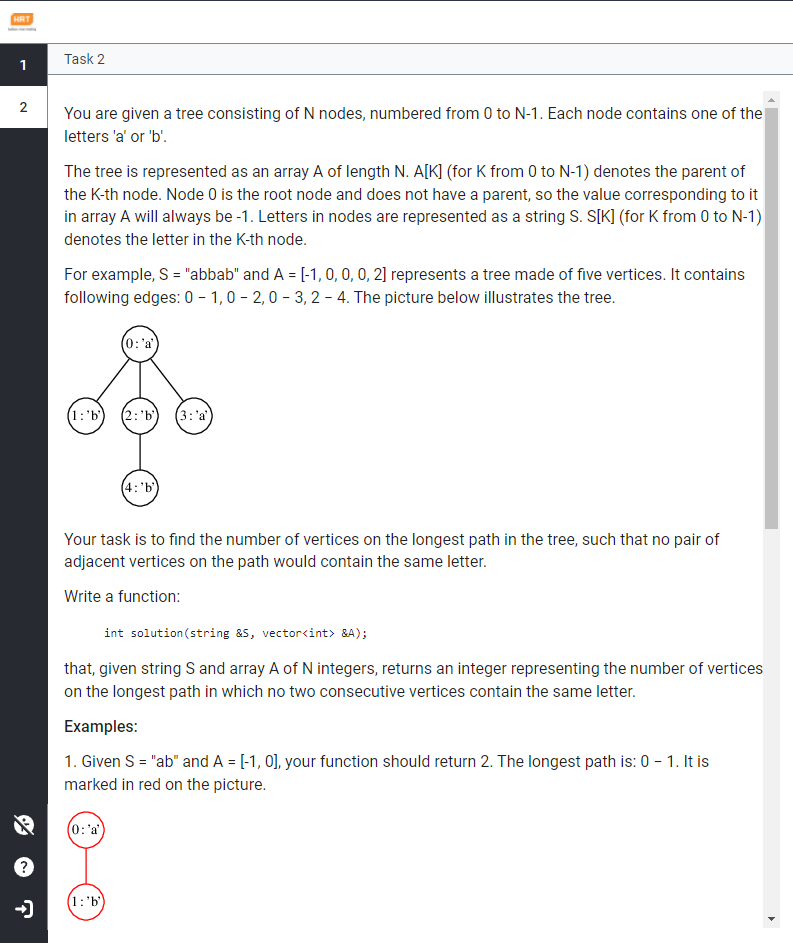 HRT
1
Task 2
2
You are given a tree consisting of N nodes, numbered from 0 to N-1. Each node contains one of the
letters 'a' or 'b'.
The tree is represented as an array A of length N. A[K] (for K from 0 to N-1) denotes the parent of
the K-th node. Node 0 is the root node and does not have a parent, so the value corresponding to it
in array A will always be -1. Letters in nodes are represented as a string S. S[K] (for K from 0 to N-1)
denotes the letter in the K-th node.
For example, S = "abbab" and A = [-1, 0, 0, 0, 2] represents a tree made of five vertices. It contains
following edges: 0 – 1, 0 – 2, 0 – 3, 2 – 4. The picture below illustrates the tree.
0:'a'
1:'b' 2:'b' 3:'a'
4:'b'
Your task is to find the number of vertices on the longest path in the tree, such that no pair of
adjacent vertices on the path would contain the same letter.
Write a function:
int solution(string &S, vector<int> &A);
that, given string S and array A of N integers, returns an integer representing the number of vertices
on the longest path in which no two consecutive vertices contain the same letter.
Examples:
1. Given S = "ab" and A = [-1, 0], your function should return 2. The longest path is: 0 – 1. It is
marked in red on the picture.
0:'a'
1:'b'
?